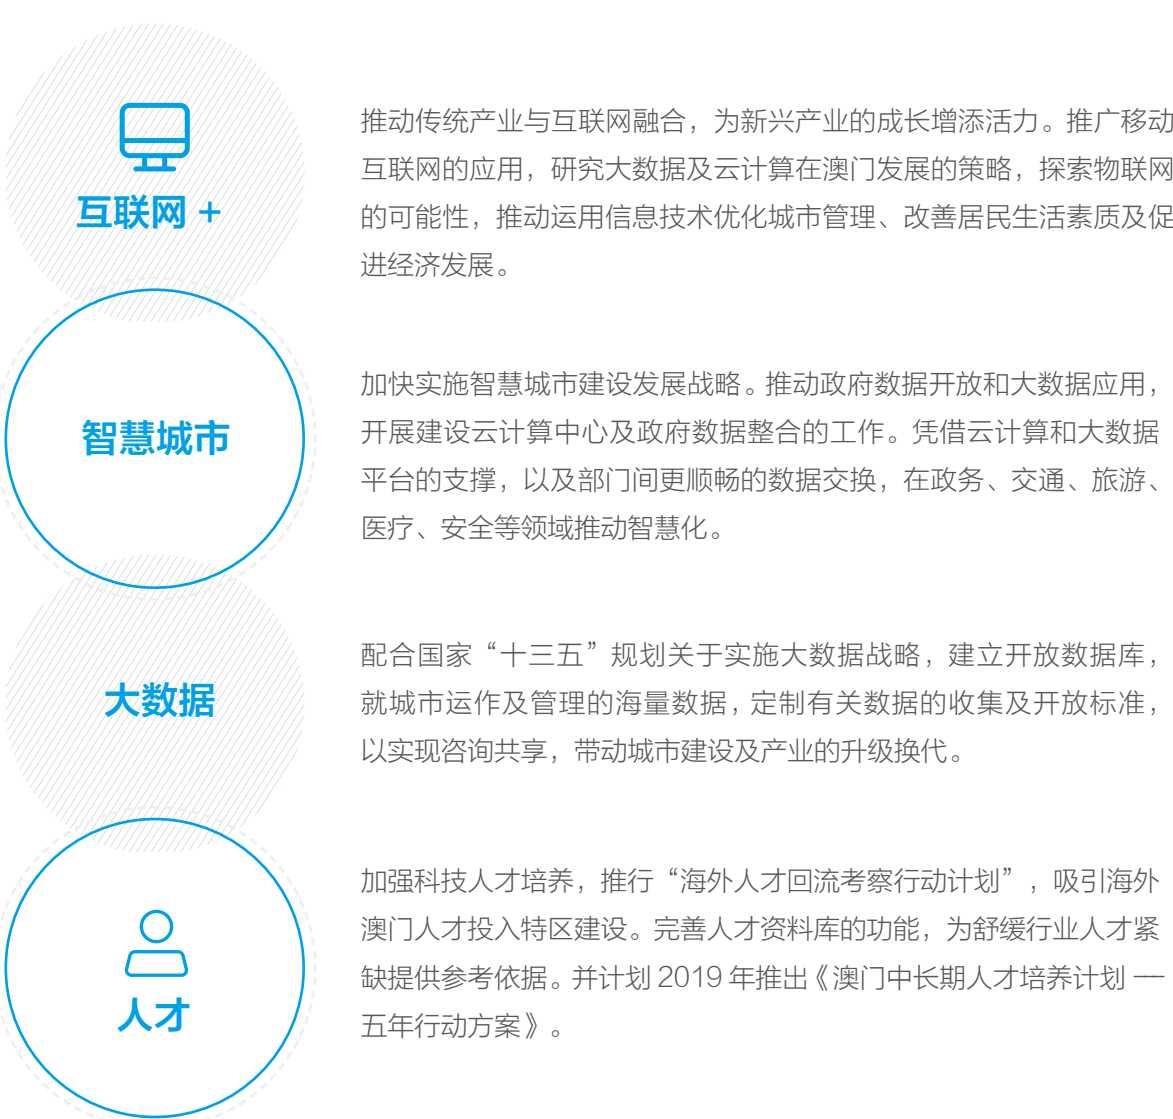 互联网 +
推动传统产业与互联网融合，为新兴产业的成长增添活力。推广移动
互联网的应用，研究大数据及云计算在澳门发展的策略，探索物联网
的可能性，推动运用信息技术优化城市管理、改善居民生活素质及促
进经济发展。
智慧城市
加快实施智慧城市建设发展战略。推动政府数据开放和大数据应用，
开展建设云计算中心及政府数据整合的工作。凭借云计算和大数据
平台的支撑，以及部门间更顺畅的数据交换，在政务、交通、旅游、
医疗、安全等领域推动智慧化。
大数据
配合国家“十三五”规划关于实施大数据战略，建立开放数据库，
就城市运作及管理的海量数据，定制有关数据的收集及开放标准，
以实现咨询共享，带动城市建设及产业的升级换代。
人才
加强科技人才培养，推行“海外人才回流考察行动计划”，吸引海外
澳门人才投入特区建设。完善人才资料库的功能，为舒缓行业人才紧
缺提供参考依据。并计划 2019 年推出《澳门中长期人才培养计划 —
五年行动方案》。